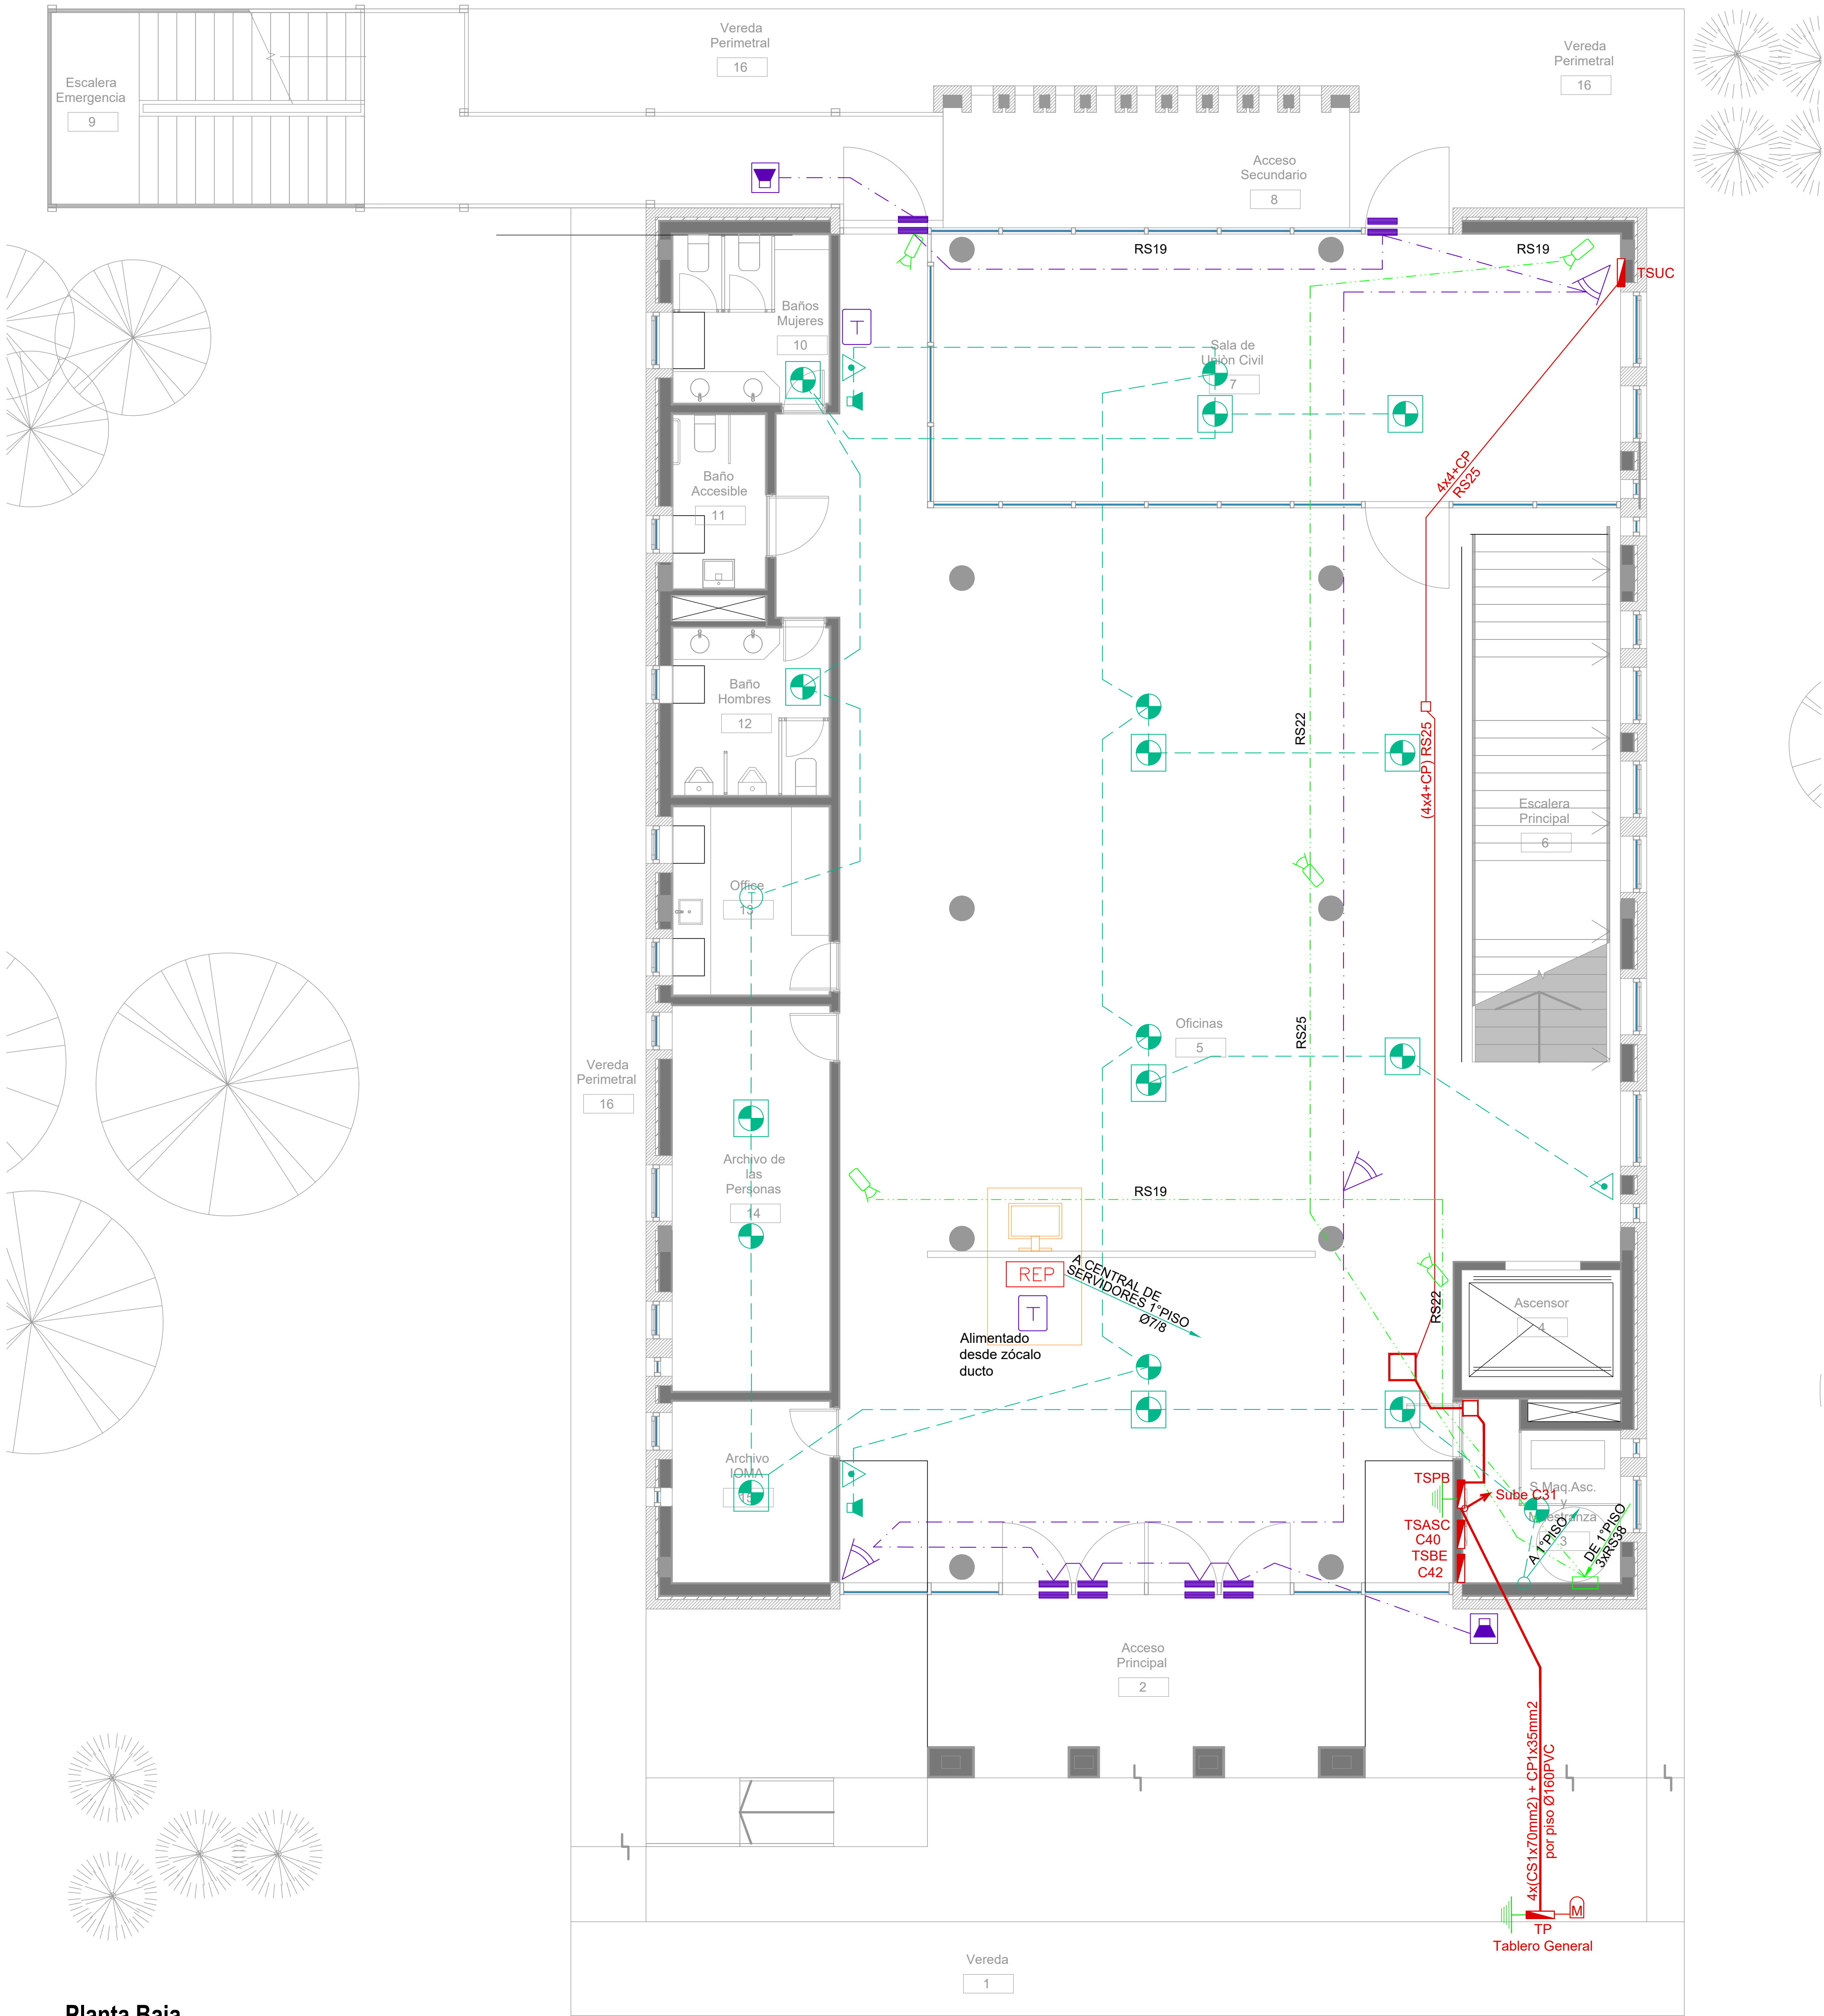 Vereda
Perimetral
16
Vereda
Perimetral
16
Escalera
Emergencia
9
Acceso
Secundario
8
RS19
RS19
TSUC
Baños
Mujeres
10
T
Sala de
Uniòn Civil
7
4x4+CP
RS25
Baño
Accesible
11
Baño
Hombres
12
RS22
(4x4+CP) RS25
Escalera
Principal
6
Office
T
13
Oficinas
5
RS25
Vereda
Perimetral
16
Archivo de
las
Personas
14
RS19
REP
T
A CENTRAL DE
SERVIDORES 1°PISO
Ø7/8
Alimentado
desde zócalo
ducto
RS22
Ascensor
4
Archivo
IOMA
15
TSPB
Sube C31
S.Maq.Asc.
y
Maestranza
3
TSASC
C40
TSBE
C42
A 1°PISO
DE 1°PISO
3xRS38
Acceso
Principal
2
4x(CS1x70mm2) + CP1x35mm2
por piso Ø160PVC
M
TP
Tablero General
Vereda
1
Planta Baja